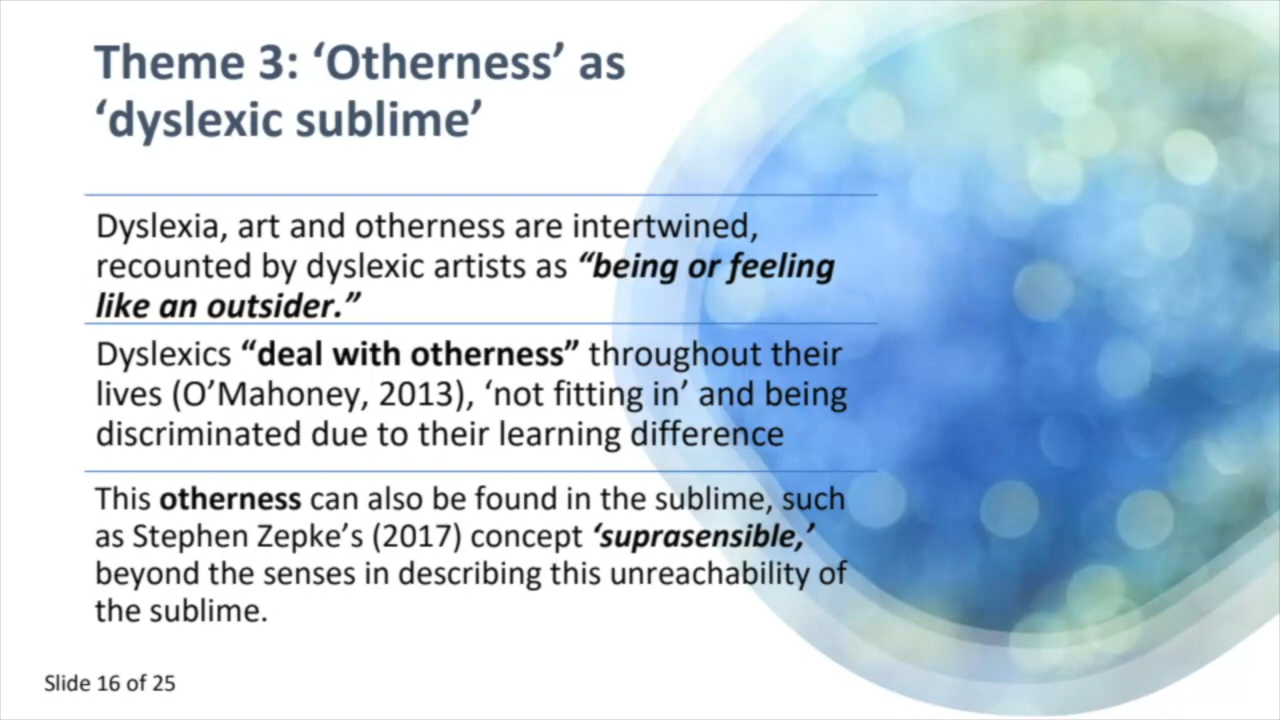 Theme 3: ‘Otherness’ as
‘dyslexic sublime’
Dyslexia, art and otherness are intertwined,
recounted by dyslexic artists as “being or feeling
like an outsider.”
Dyslexics “deal with otherness” throughout their
lives (O’Mahoney, 2013), ‘not fitting in’ and being
discriminated due to their learning difference
This otherness can also be found in the sublime, such
as Stephen Zepke’s (2017) concept ‘suprasensible,’
beyond the senses in describing this unreachability of
the sublime.
Slide 16 of 25